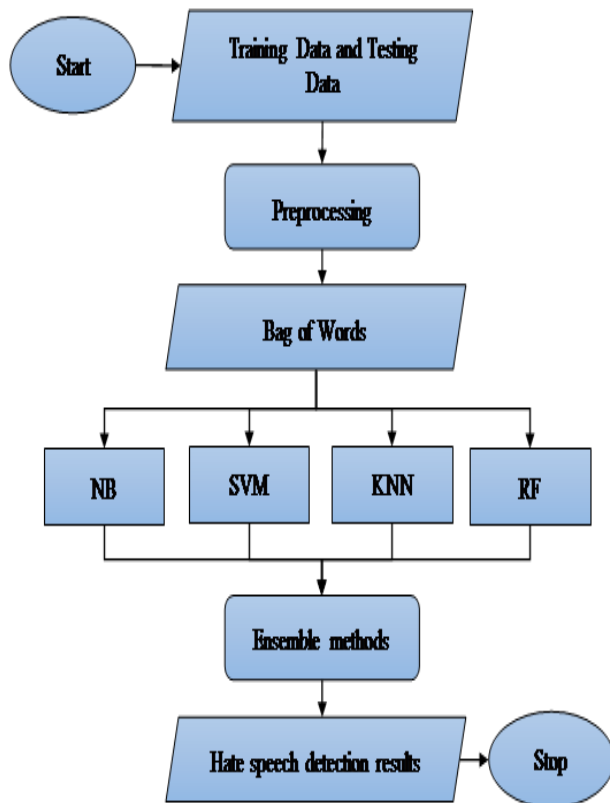 Start
Training Data and Testing
Data
Preprocessing
Bag of Words
NB
SVM
KNN
RF
Ensemble methods
Hate speech detection results
Stop